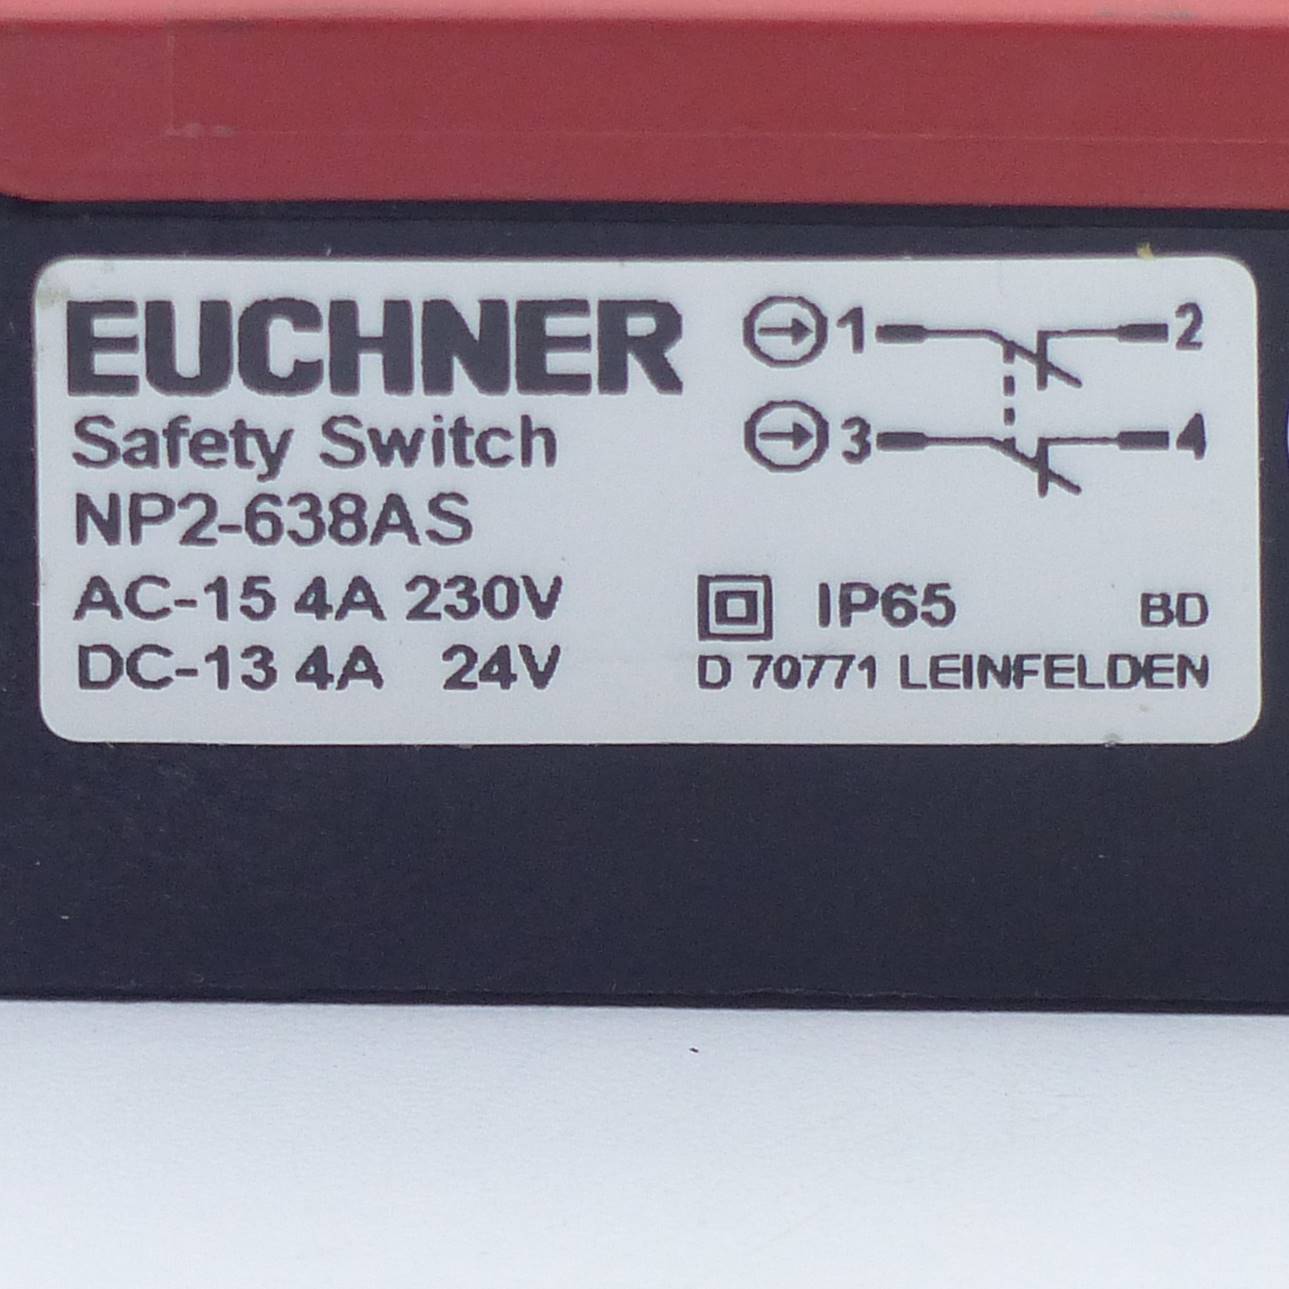 EUCHNER
Safety Switch
NP2-638AS
AC-15 4A 230V
DC-13 4A 24V
1 2
3 4
IP65 BD
D 70771 LEINFELDEN